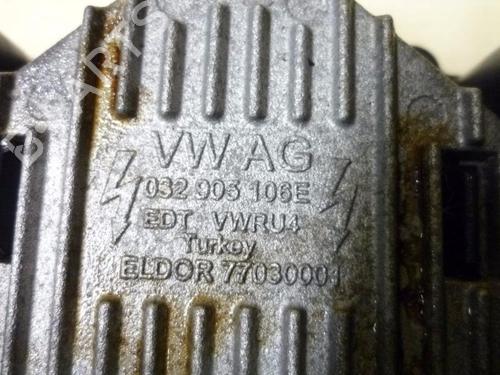 VW AG
032 905 106E
EDT VWRU4
Turkey
ELDOR 77030001